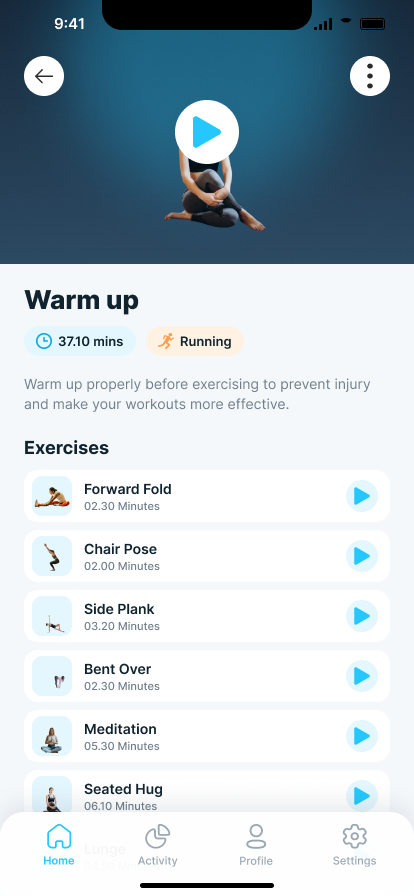 9:41
Warm up
37.10 mins
Running
Warm up properly before exercising to prevent injury
and make your workouts more effective.
Exercises
Forward Fold
02.30 Minutes
Chair Pose
02.00 Minutes
Side Plank
03.20 Minutes
Bent Over
02.30 Minutes
Meditation
05.30 Minutes
Seated Hug
06.10 Minutes
Lunge
Home
Activity
Profile
Settings